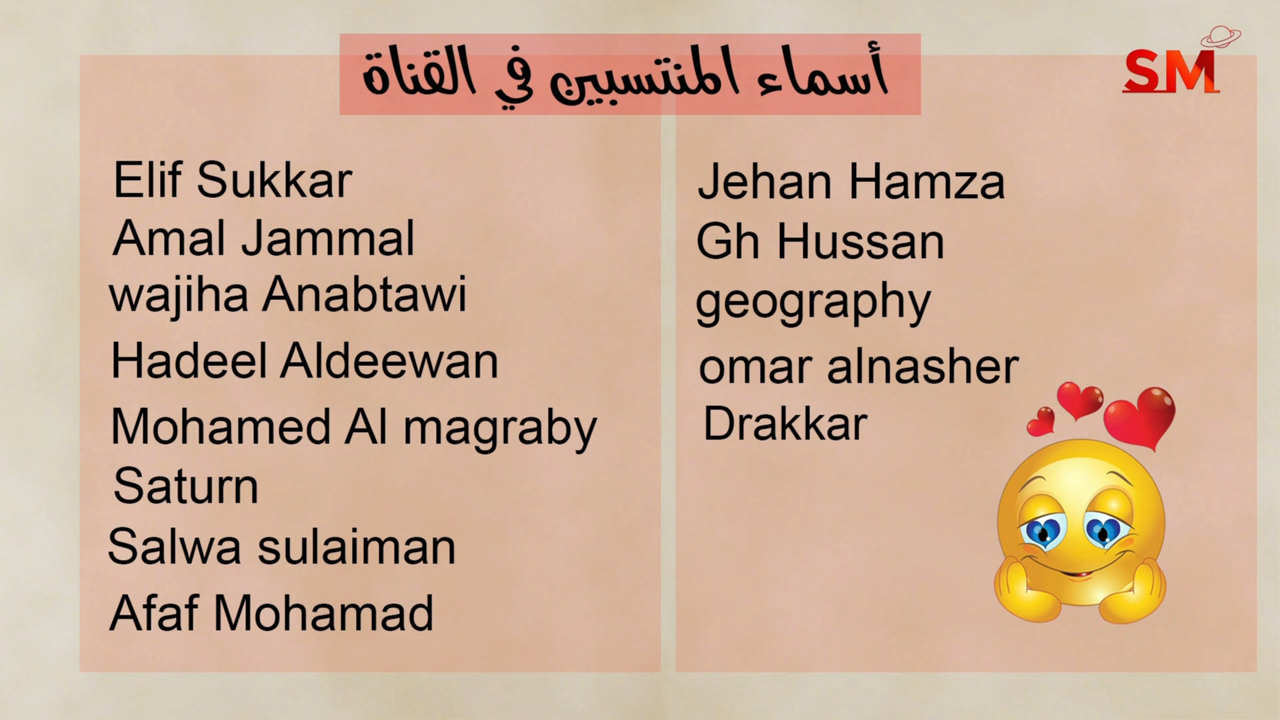 أسماء المنتسبين في القناة
SM
Elif Sukkar
Amal Jammal
wajiha Anabtawi
Hadeel Aldeewan
Mohamed Al magraby
Saturn
Salwa sulaiman
Afaf Mohamad
Jehan Hamza
Gh Hussan
geography
omar alnasher
Drakkar